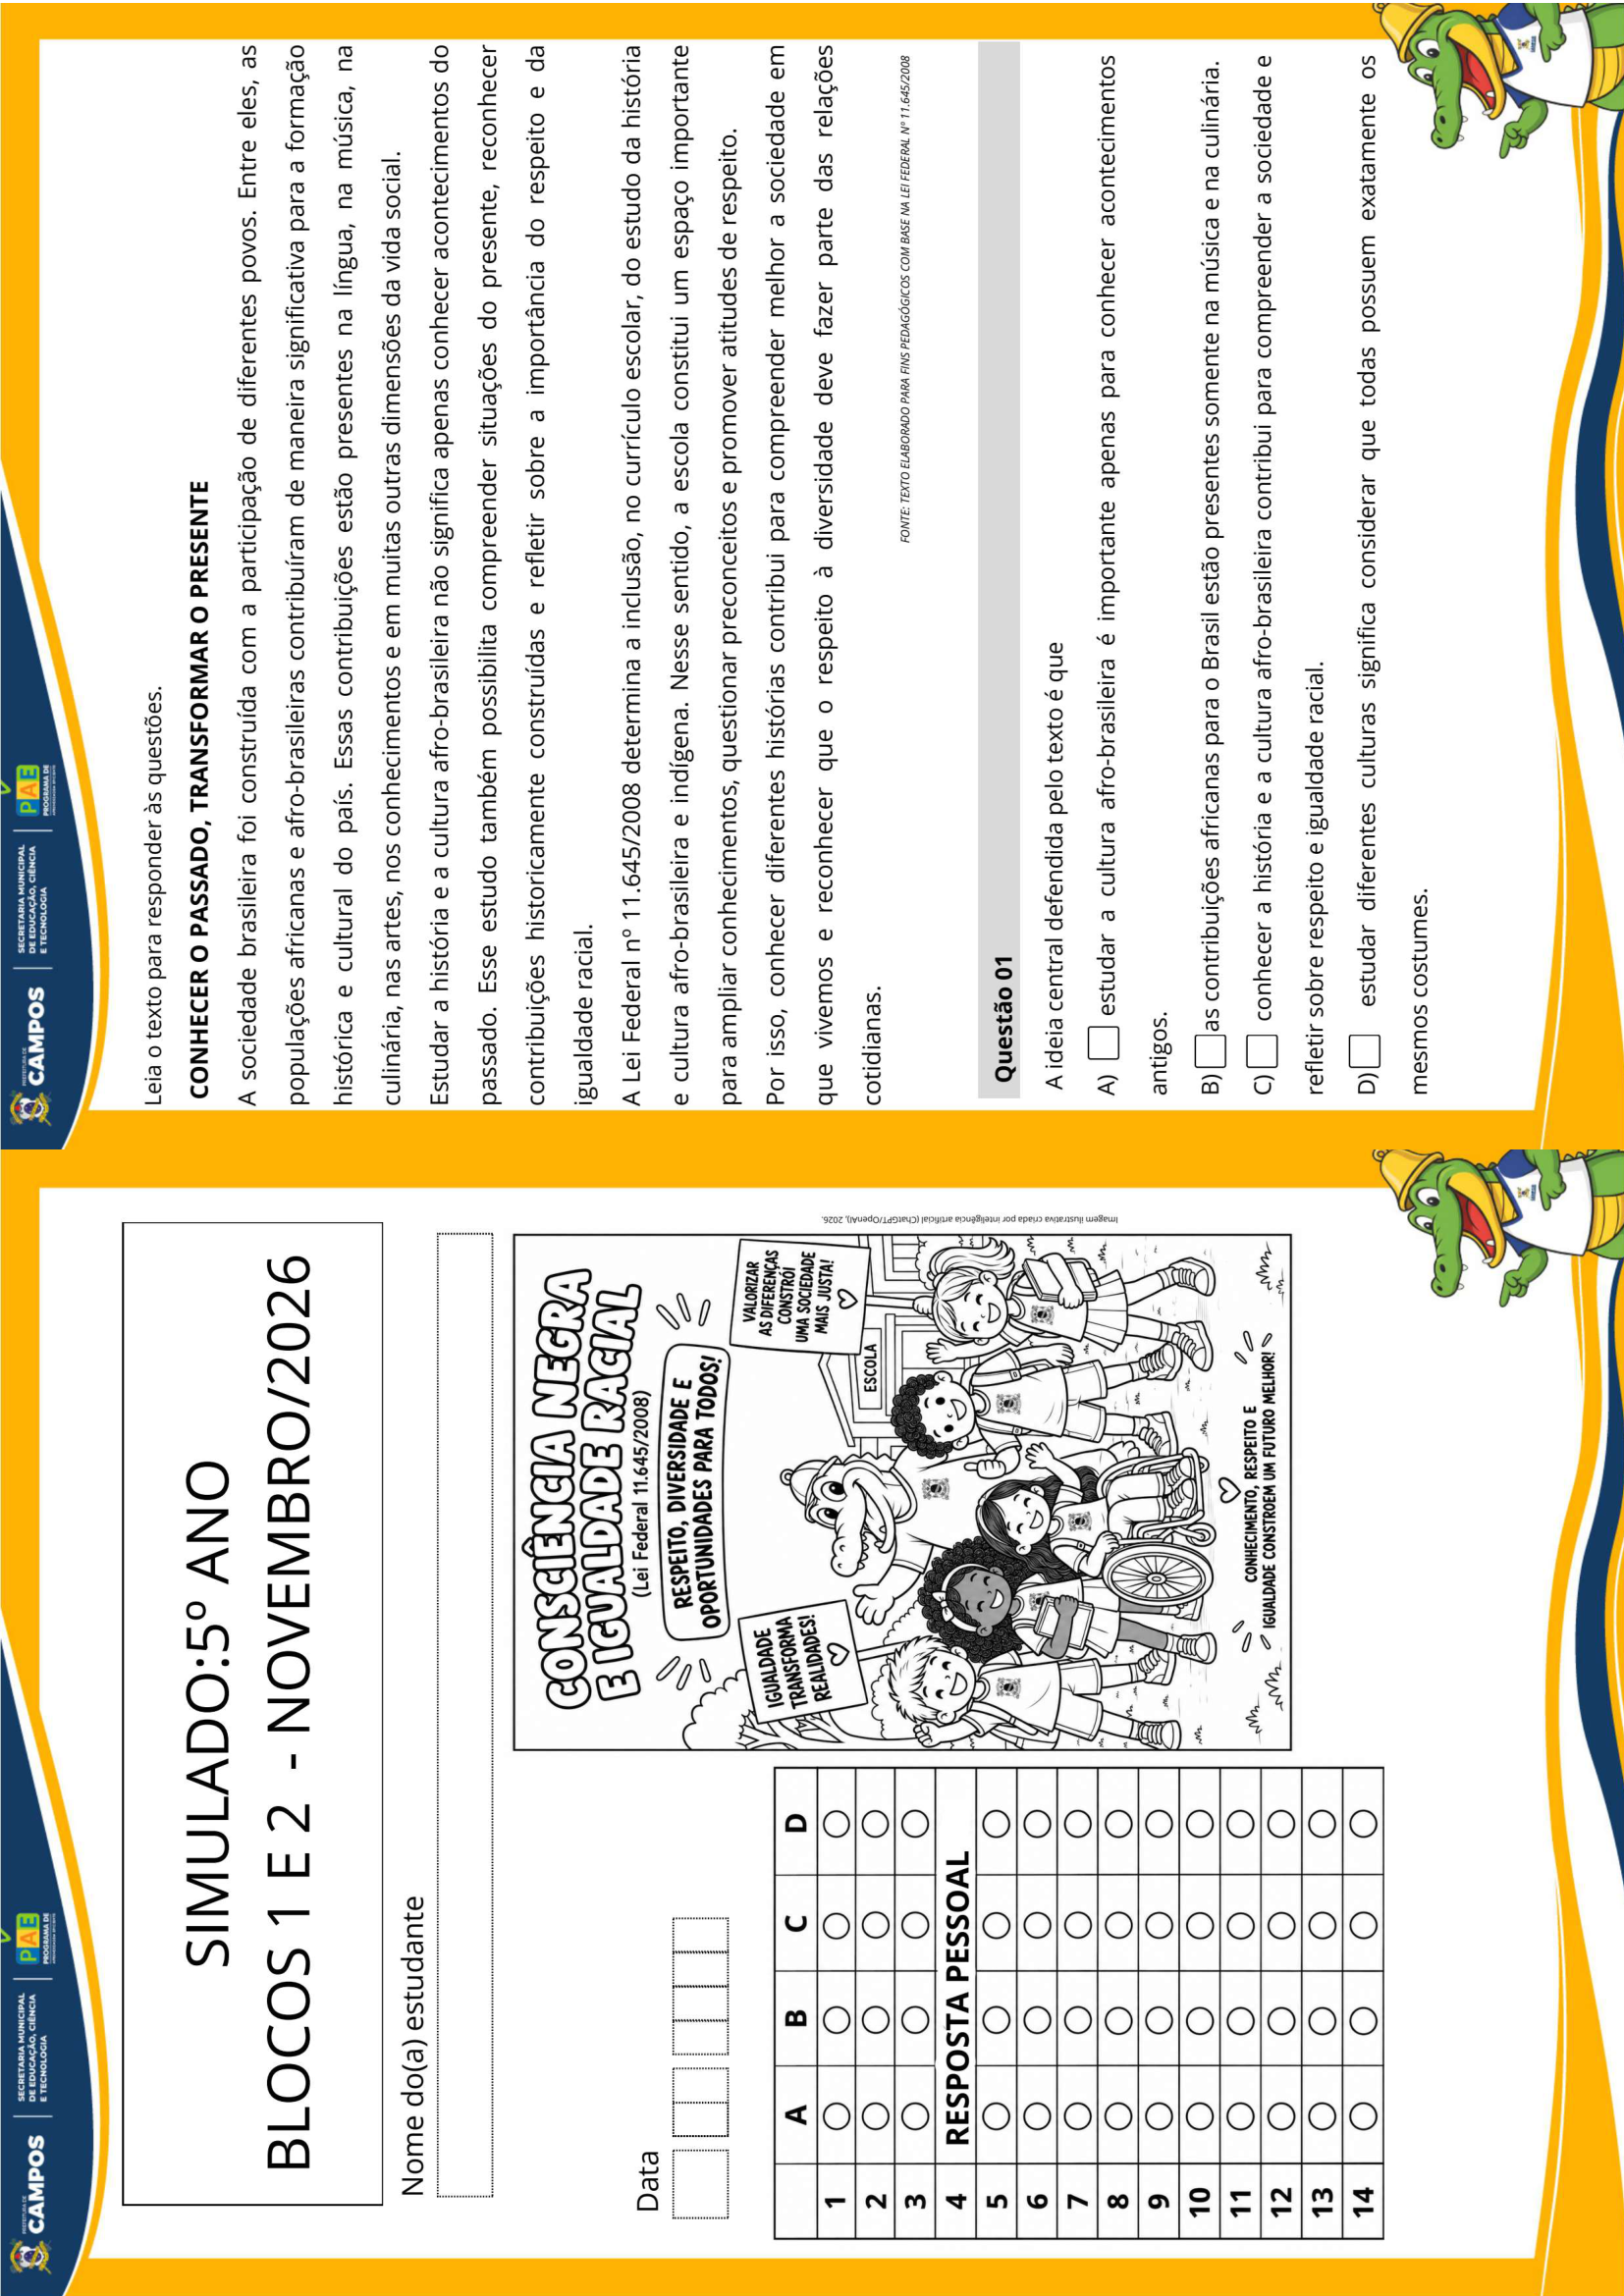 PREFEITURA DE
CAMPOS
SECRETARIA MUNICIPAL
DE EDUCAÇÃO, CIÊNCIA
E TECNOLOGIA
PAE
PROGRAMA DE
SIMULADO:5º ANO
BLOCOS 1 E 2 - NOVEMBRO/2026
Nome do(a) estudante
Data
A B C D
1
2
3
4 RESPOSTA PESSOAL
5
6
7
8
9
10
11
12
13
14
CONSCIÊNCIA NEGRA
E IGUALDADE RACIAL
(Lei Federal 11.645/2008)
RESPEITO, DIVERSIDADE E
OPORTUNIDADES PARA TODOS!
IGUALDADE
TRANSFORMA
REALIDADES!
VALORIZAR
AS DIFERENÇAS
CONSTRÓI
UMA SOCIEDADE
MAIS JUSTA!
ESCOLA
CONHECIMENTO, RESPEITO E
IGUALDADE CONSTROEM UM FUTURO MELHOR!
Imagem ilustrativa criada por inteligência artificial (ChatGPT/OpenAI), 2026.
PREFEITURA DE
CAMPOS
SECRETARIA MUNICIPAL
DE EDUCAÇÃO, CIÊNCIA
E TECNOLOGIA
PAE
PROGRAMA DE
Leia o texto para responder às questões.
CONHECER O PASSADO, TRANSFORMAR O PRESENTE
A sociedade brasileira foi construída com a participação de diferentes povos. Entre eles, as
populações africanas e afro-brasileiras contribuíram de maneira significativa para a formação
histórica e cultural do país. Essas contribuições estão presentes na língua, na música, na
culinária, nas artes, nos conhecimentos e em muitas outras dimensões da vida social.
Estudar a história e a cultura afro-brasileira não significa apenas conhecer acontecimentos do
passado. Esse estudo também possibilita compreender situações do presente, reconhecer
contribuições historicamente construídas e refletir sobre a importância do respeito e da
igualdade racial.
A Lei Federal nº 11.645/2008 determina a inclusão, no currículo escolar, do estudo da história
e cultura afro-brasileira e indígena. Nesse sentido, a escola constitui um espaço importante
para ampliar conhecimentos, questionar preconceitos e promover atitudes de respeito.
Por isso, conhecer diferentes histórias contribui para compreender melhor a sociedade em
que vivemos e reconhecer que o respeito à diversidade deve fazer parte das relações
cotidianas.
FONTE: TEXTO ELABORADO PARA FINS PEDAGÓGICOS COM BASE NA LEI FEDERAL Nº 11.645/2008
Questão 01
A ideia central defendida pelo texto é que
A) estudar a cultura afro-brasileira é importante apenas para conhecer acontecimentos
antigos.
B) as contribuições africanas para o Brasil estão presentes somente na música e na culinária.
C) conhecer a história e a cultura afro-brasileira contribui para compreender a sociedade e
refletir sobre respeito e igualdade racial.
D) estudar diferentes culturas significa considerar que todas possuem exatamente os
mesmos costumes.